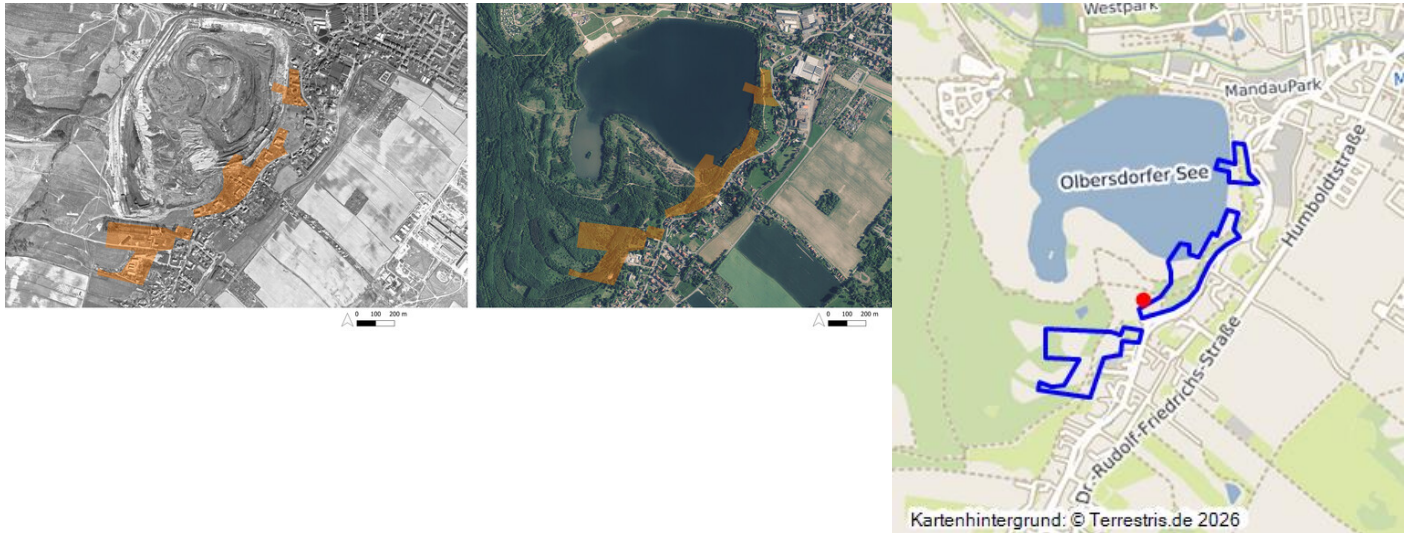 0 100 200 m
0 100 200 m
Westpark
MandauPark
M
Olbersdorfer See
Humboldtstraße
Dr.-Rudolf-Friedrichs-Straße
Kartenhintergrund: © Terrestris.de 2026